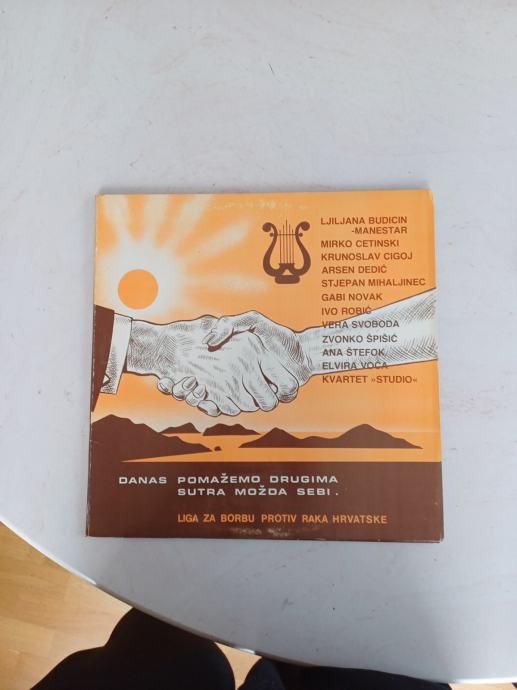 LJILJANA BUDICIN
-MANESTAR
MIRKO CETINSKI
KRUNOSLAV CIGOJ
ARSEN DEDIĆ
STJEPAN MIHALJINEC
GABI NOVAK
IVO ROBIĆ
VERA SVOBODA
ZVONKO ŠPIŠIĆ
ANA ŠTEFOK
ELVIRA VOĆA
KVARTET »STUDIO«
DANAS POMAŽEMO DRUGIMA
SUTRA MOŽDA SEBI.
LIGA ZA BORBU PROTIV RAKA HRVATSKE